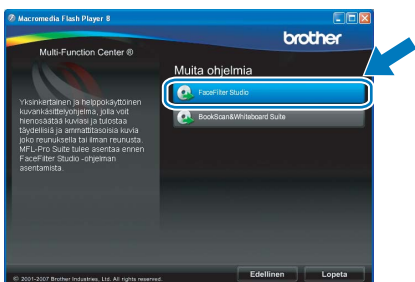 Macromedia Flash Player 8
brother
Multi-Function Center ®
Muita ohjelmia
FaceFilter Studio
BookScan&Whiteboard Suite
Yksinkertainen ja helppokäyttöinen
kuvankäsittelyohjelma, jolla voit
hienosäätää kuviasi ja tulostaa
täydellisiä ja ammattitasoisia kuvia
joko reunuksella tai ilman reunusta.
MFL-Pro Suite tulee asentaa ennen
FaceFilter Studio -ohjelman
asentamista.
© 2001-2007 Brother Industries, Ltd. All rights reserved.
Edellinen
Lopeta